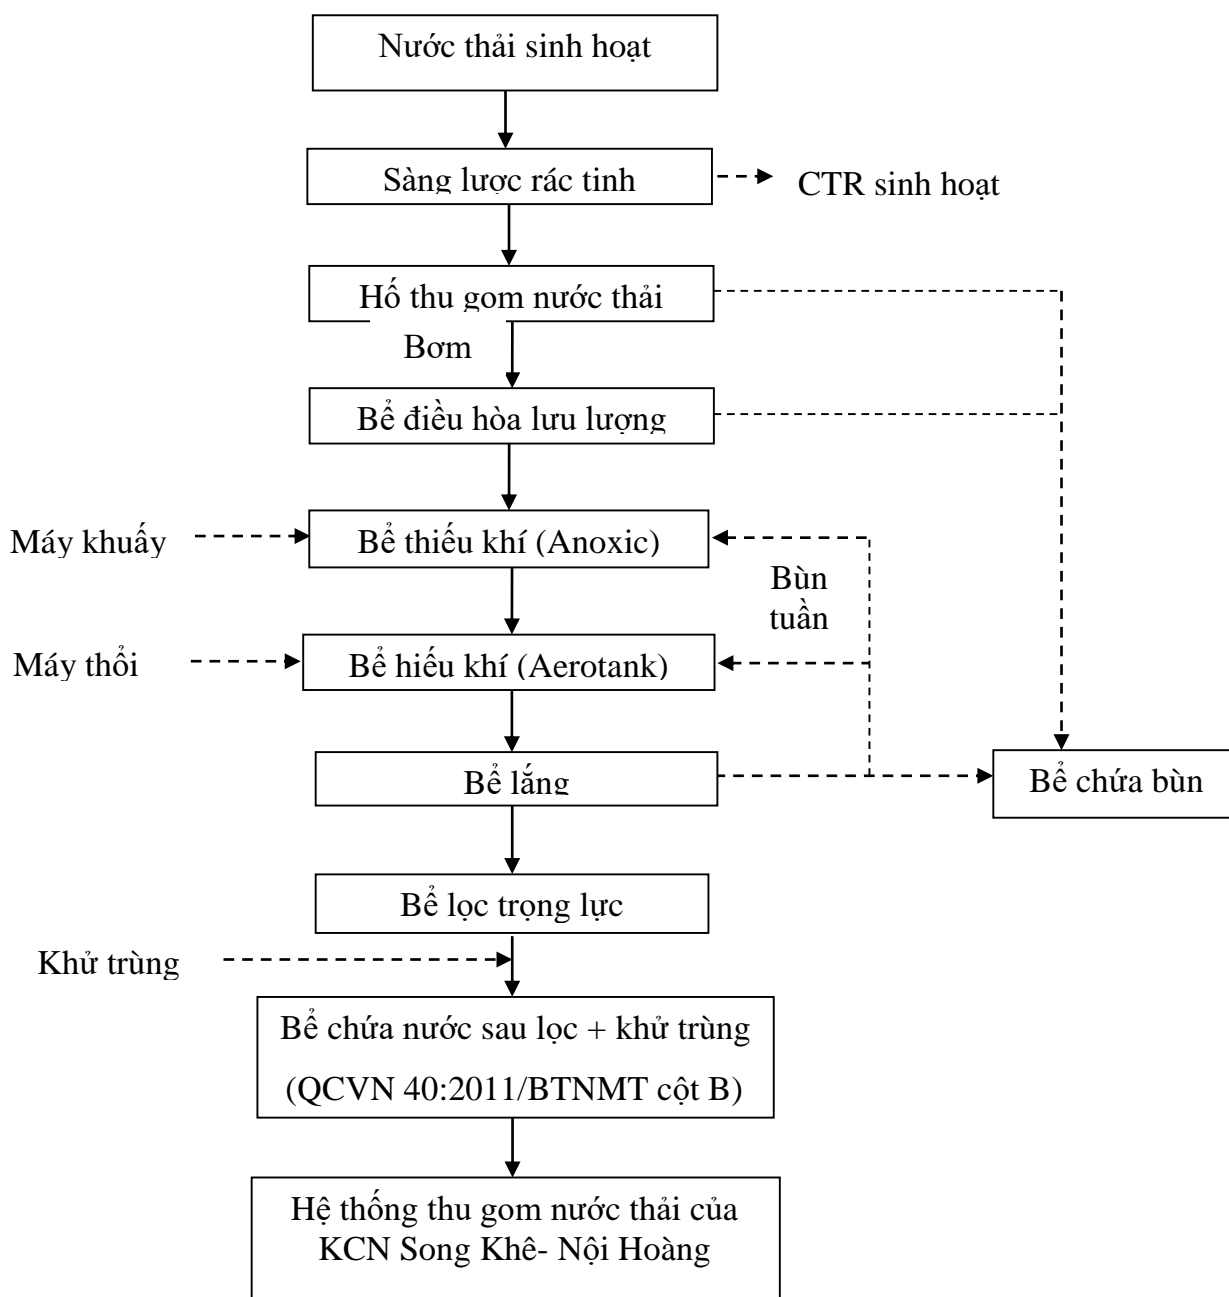 Nước thải sinh hoạt
Sàng lược rác tinh
CTR sinh hoạt
Hố thu gom nước thải
Bơm
Bể điều hòa lưu lượng
Máy khuấy
Bể thiếu khí (Anoxic)
Bùn
tuần
Máy thổi
Bể hiếu khí (Aerotank)
Bể lắng
Bể chứa bùn
Bể lọc trọng lực
Khử trùng
Bể chứa nước sau lọc + khử trùng
(QCVN 40:2011/BTNMT cột B)
Hệ thống thu gom nước thải của
KCN Song Khê- Nội Hoàng